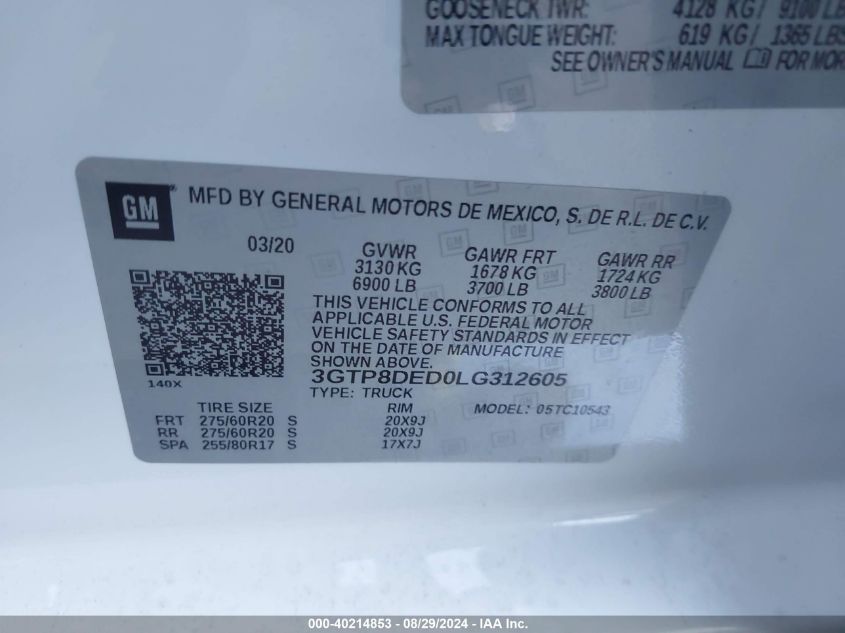 GOOSENECK TWR: 4128 KG/ 9100 LB
MAX TONGUE WEIGHT: 619 KG/ 1365 LBS
SEE OWNER'S MANUAL FOR MOR
GM
MFD BY GENERAL MOTORS DE MEXICO, S. DE R.L. DE C.V.
03/20 GVWR GAWR FRT GAWR RR
3130 KG 1678 KG 1724 KG
6900 LB 3700 LB 3800 LB
THIS VEHICLE CONFORMS TO ALL
APPLICABLE U.S. FEDERAL MOTOR
VEHICLE SAFETY STANDARDS IN EFFECT
ON THE DATE OF MANUFACTURE
SHOWN ABOVE.
140X
3GTP8DED0LG312605
TYPE: TRUCK
TIRE SIZE RIM MODEL: 05TC10543
FRT 275/60R20 S 20X9J
RR 275/60R20 S 20X9J
SPA 255/80R17 S 17X7J
000-40214853 - 08/29/2024 - IAA Inc.